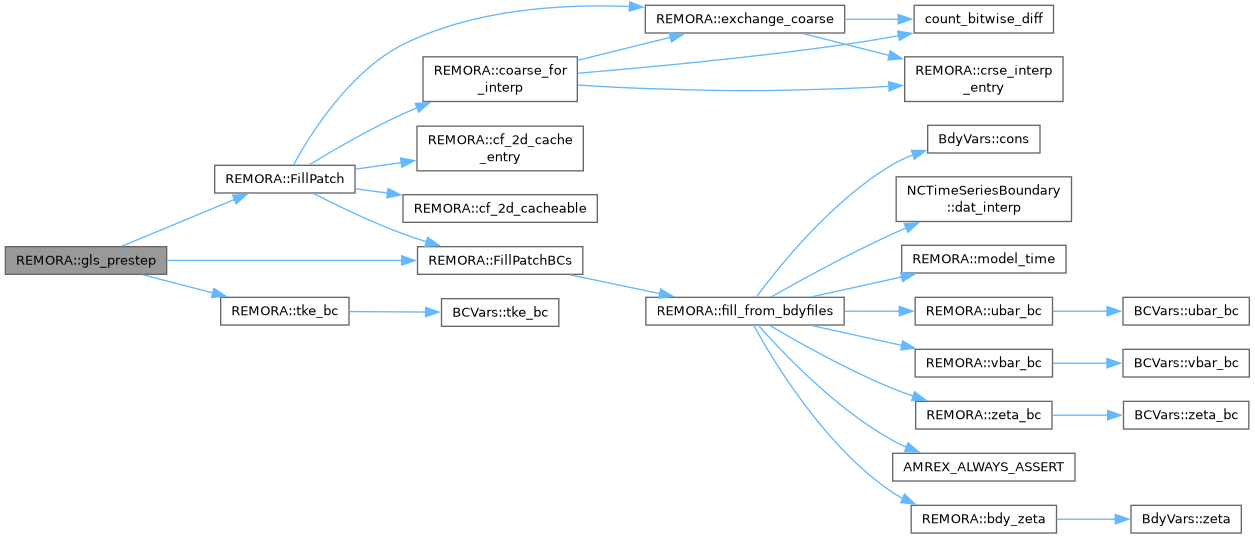 REMORA::gls_prestep
REMORA::FillPatch
REMORA::tke_bc
REMORA::exchange_coarse
REMORA::coarse_for
_interp
REMORA::cf_2d_cache
_entry
REMORA::cf_2d_cacheable
REMORA::FillPatchBCs
BCVars::tke_bc
count_bitwise_diff
REMORA::crse_interp
_entry
REMORA::fill_from_bdyfiles
BdyVars::cons
NCTimeSeriesBoundary
::dat_interp
REMORA::model_time
REMORA::ubar_bc
REMORA::vbar_bc
REMORA::zeta_bc
AMREX_ALWAYS_ASSERT
REMORA::bdy_zeta
BCVars::ubar_bc
BCVars::vbar_bc
BCVars::zeta_bc
BdyVars::zeta